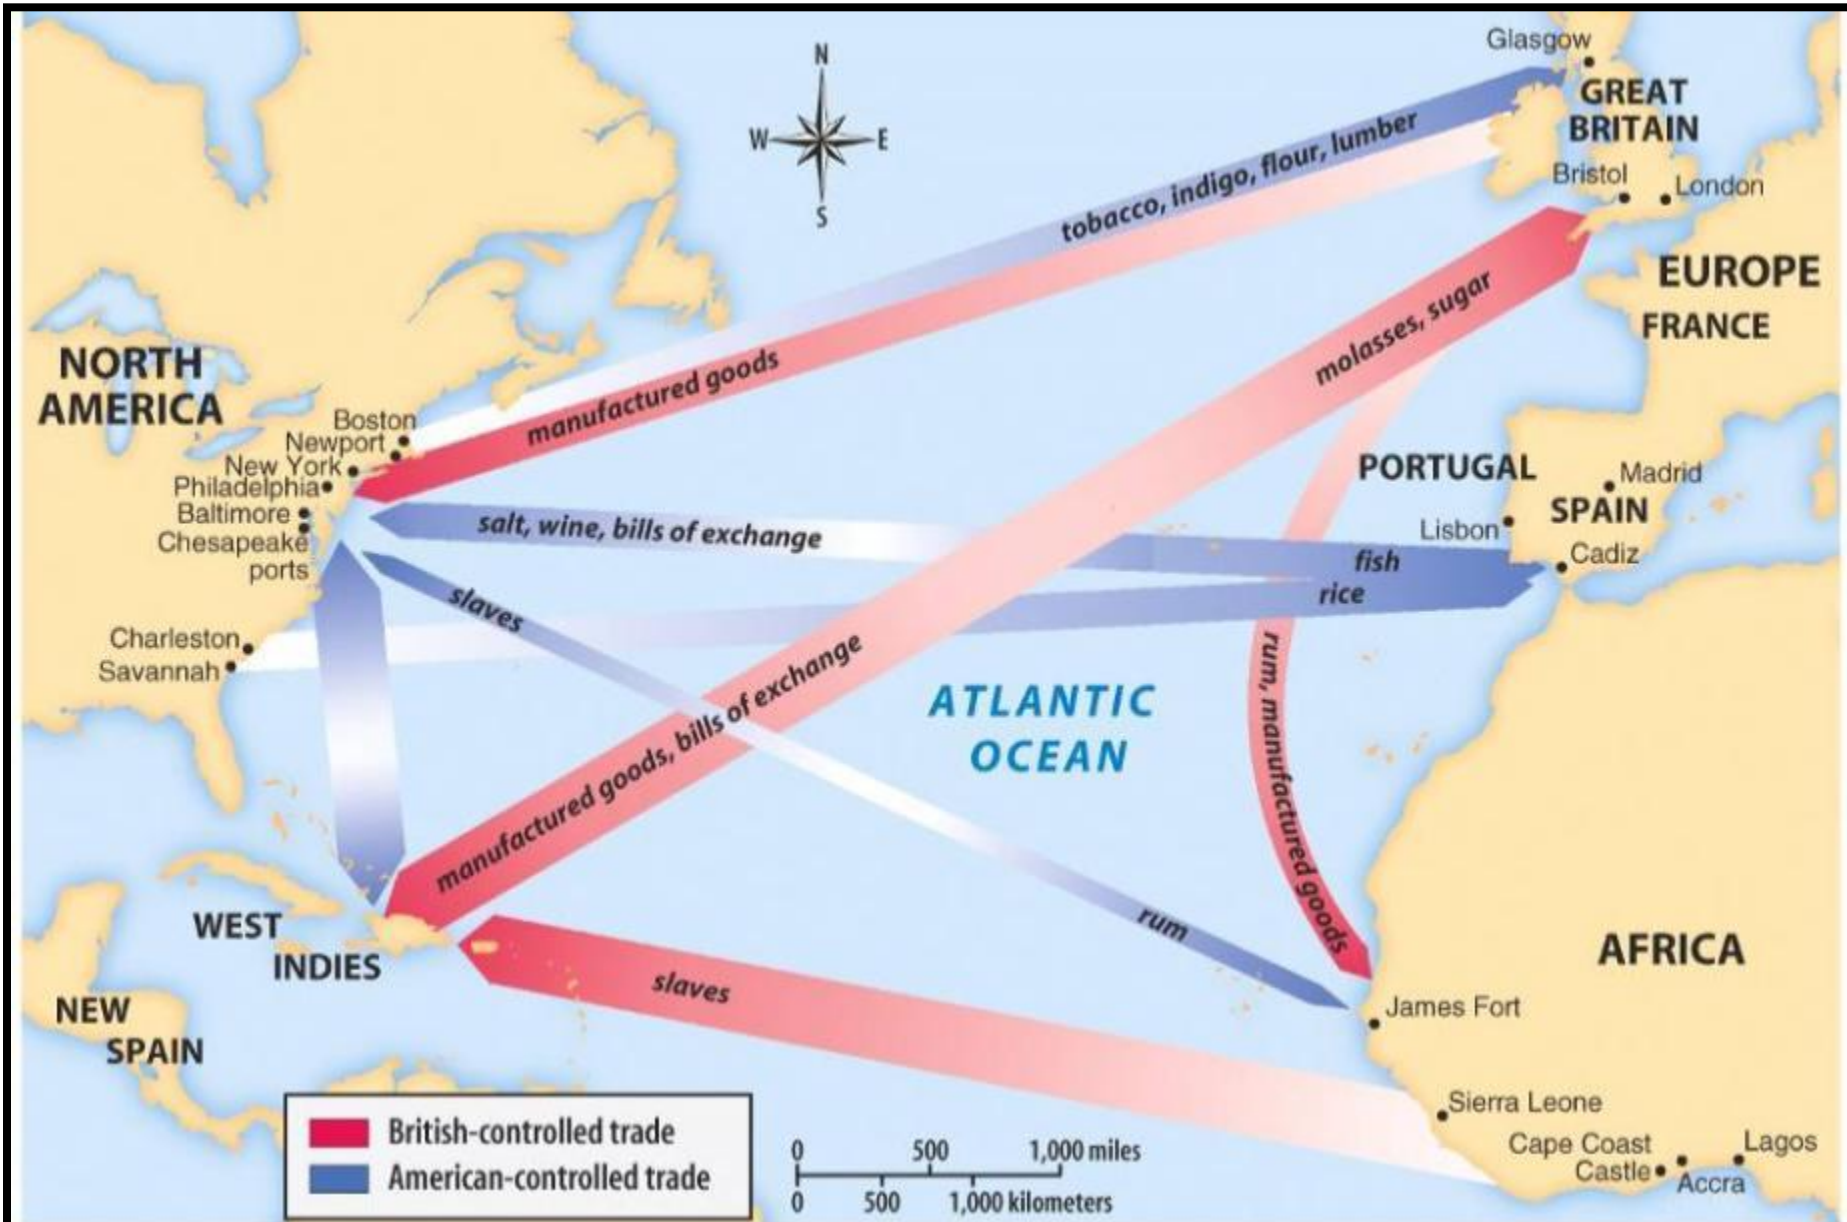 Glasgow
GREAT
BRITAIN
Bristol
London
EUROPE
FRANCE
N
W
E
S
tobacco, indigo, flour, lumber
manufactured goods
molasses, sugar
NORTH
AMERICA
Boston
Newport
New York
Philadelphia
Baltimore
Chesapeake
ports
Charleston
Savannah
PORTUGAL
Madrid
SPAIN
Lisbon
Cadiz
salt, wine, bills of exchange
fish
rice
slaves
manufactured goods, bills of exchange
ATLANTIC
OCEAN
rum, manufactured goods
rum
WEST
INDIES
slaves
NEW
SPAIN
AFRICA
James Fort
Sierra Leone
Cape Coast
Castle
Accra
Lagos
British-controlled trade
American-controlled trade
0 500 1,000 miles
0 500 1,000 kilometers